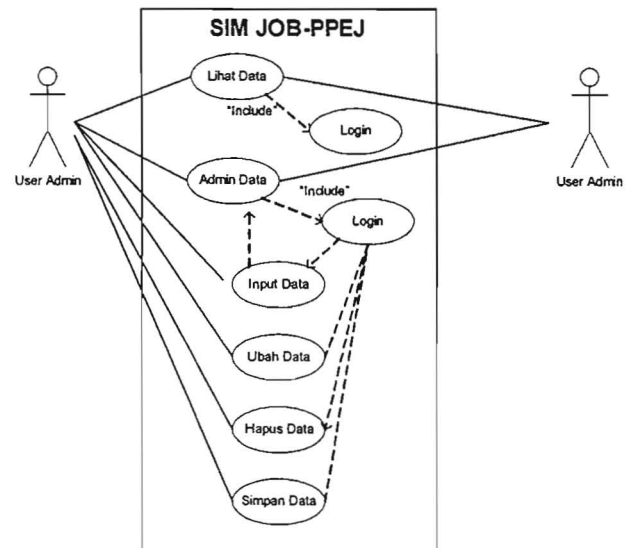 SIM JOB-PPEJ
Lihat Data
"Include"
Login
User Admin
User Admin
Admin Data
"Include"
Login
Input Data
Ubah Data
Hapus Data
Simpan Data